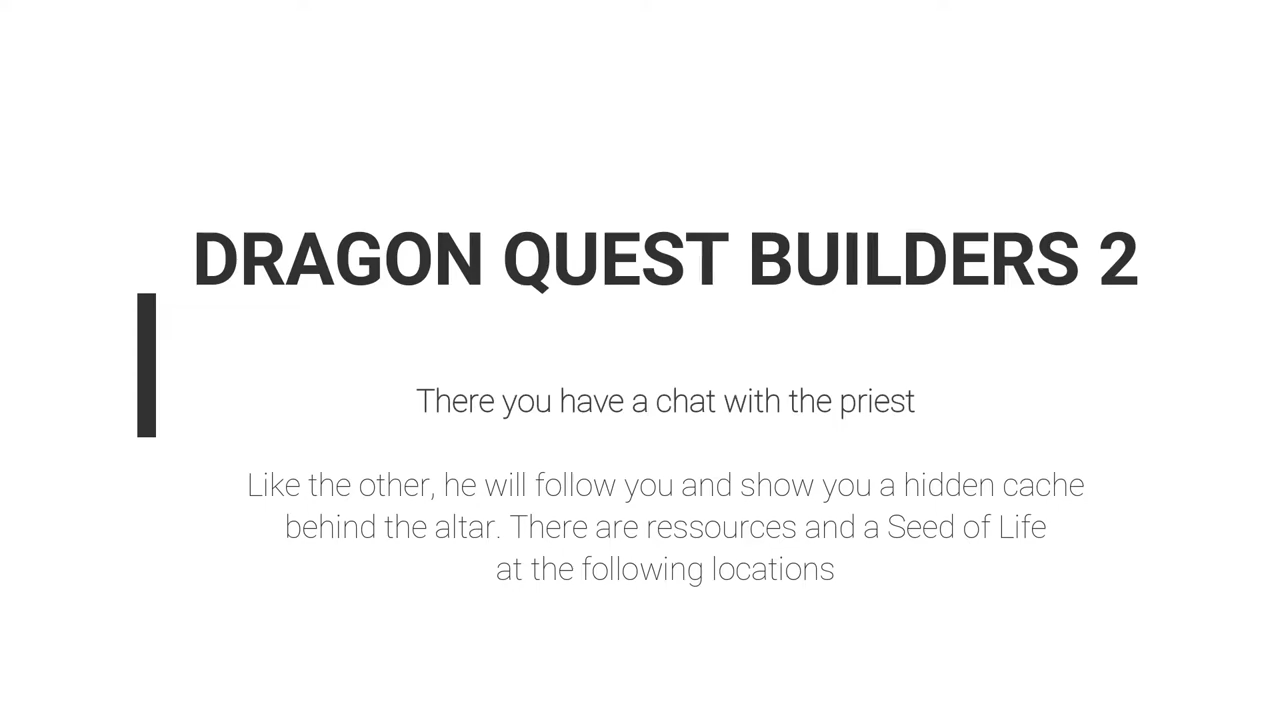 DRAGON QUEST BUILDERS 2
There you have a chat with the priest
Like the other, he will follow you and show you a hidden cache
behind the altar. There are ressources and a Seed of Life
at the following locations